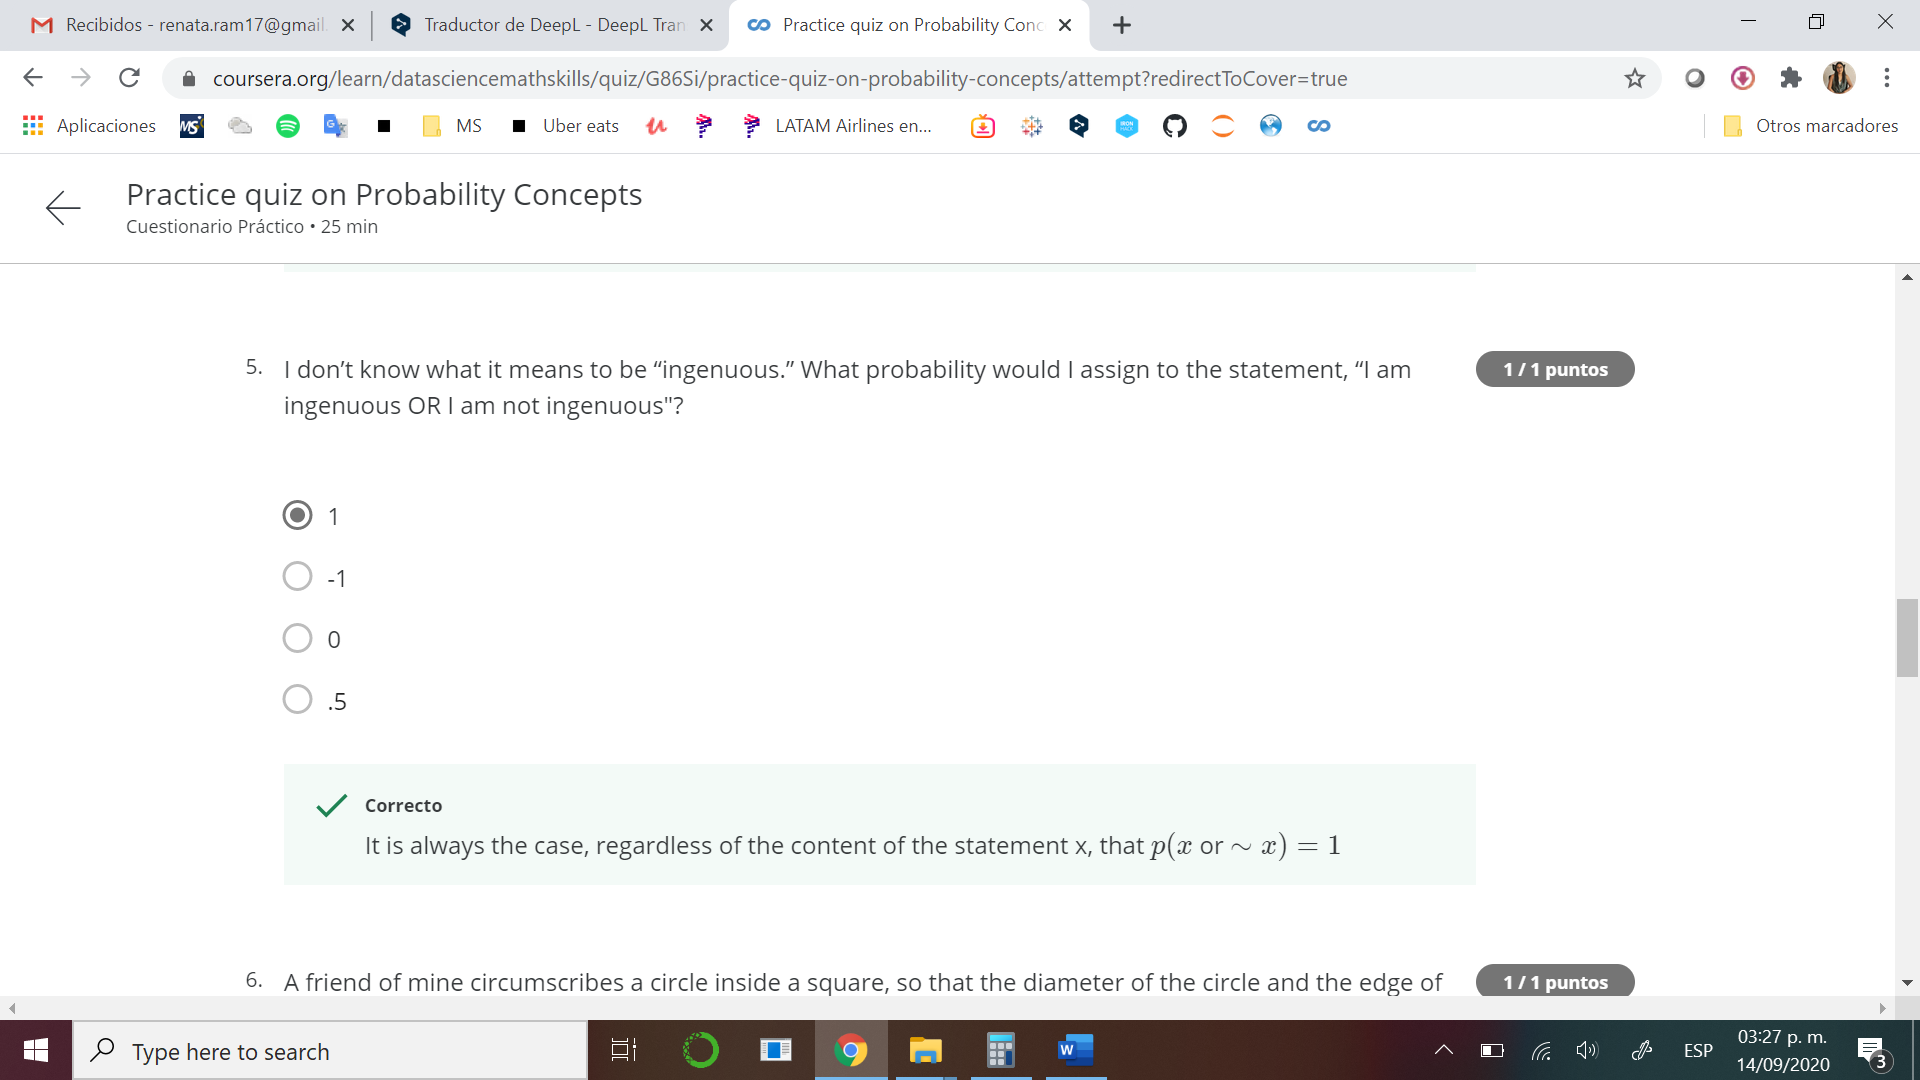 Recibidos - renata.ram17@gmail.
Traductor de DeepL - DeepL Tran
Practice quiz on Probability Conc
coursera.org/learn/datasciencemathskills/quiz/G86Si/practice-quiz-on-probability-concepts/attempt?redirectToCover=true
Aplicaciones MS Uber eats LATAM Airlines en... Otros marcadores
Practice quiz on Probability Concepts
Cuestionario Práctico • 25 min
5. I don’t know what it means to be “ingenuous.” What probability would I assign to the statement, “I am
ingenuous OR I am not ingenuous"?
1 / 1 puntos
1
-1
0
.5
Correcto
It is always the case, regardless of the content of the statement x, that p(x or ∼ x) = 1
6. A friend of mine circumscribes a circle inside a square, so that the diameter of the circle and the edge of
1 / 1 puntos
Type here to search
ESP
03:27 p. m.
14/09/2020
3